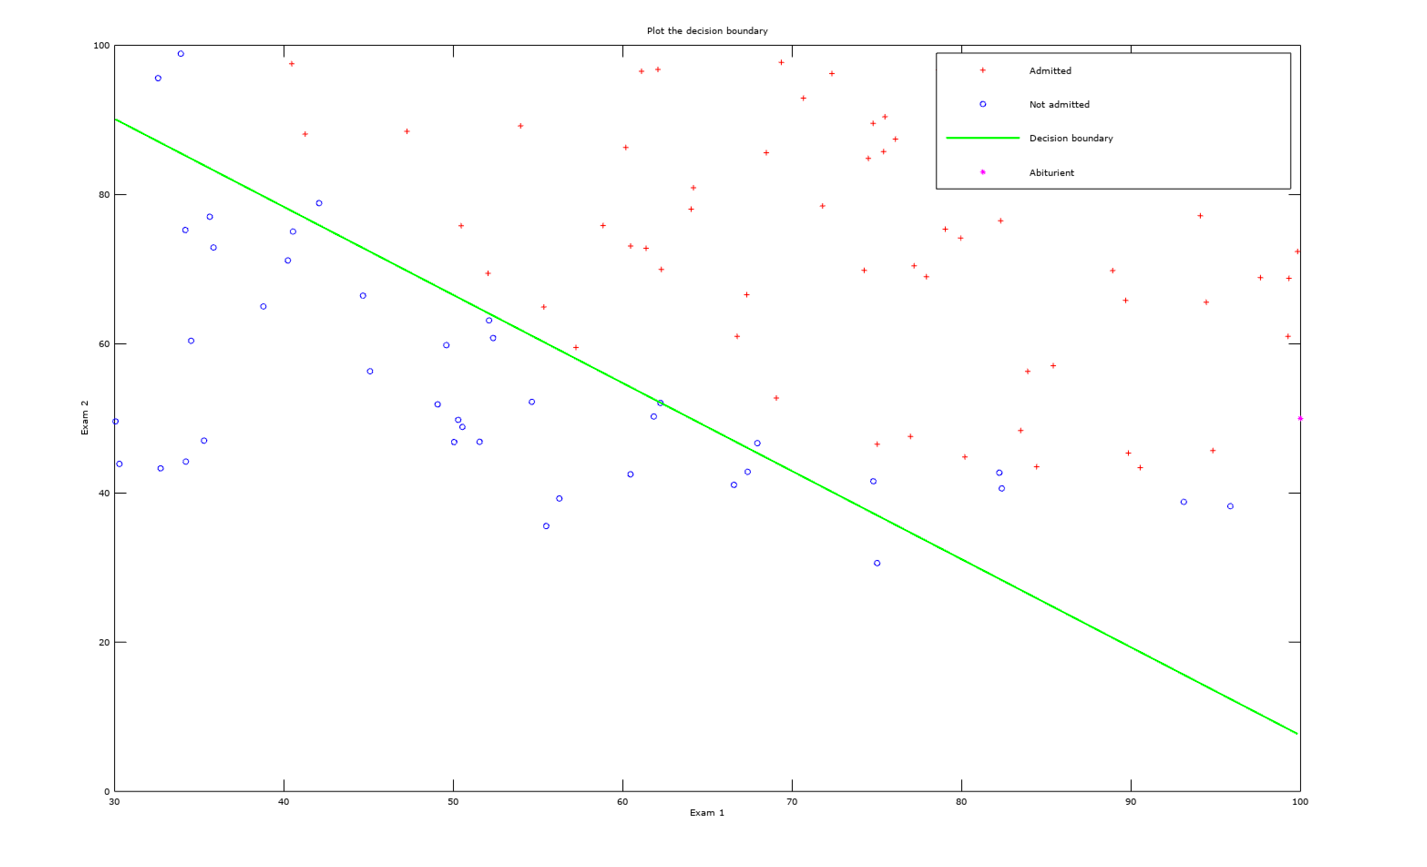 Plot the decision boundary
100
80
60
40
20
0
Exam 2
30 40 50 60 70 80 90 100
Exam 1
Admitted
Not admitted
Decision boundary
Abiturient